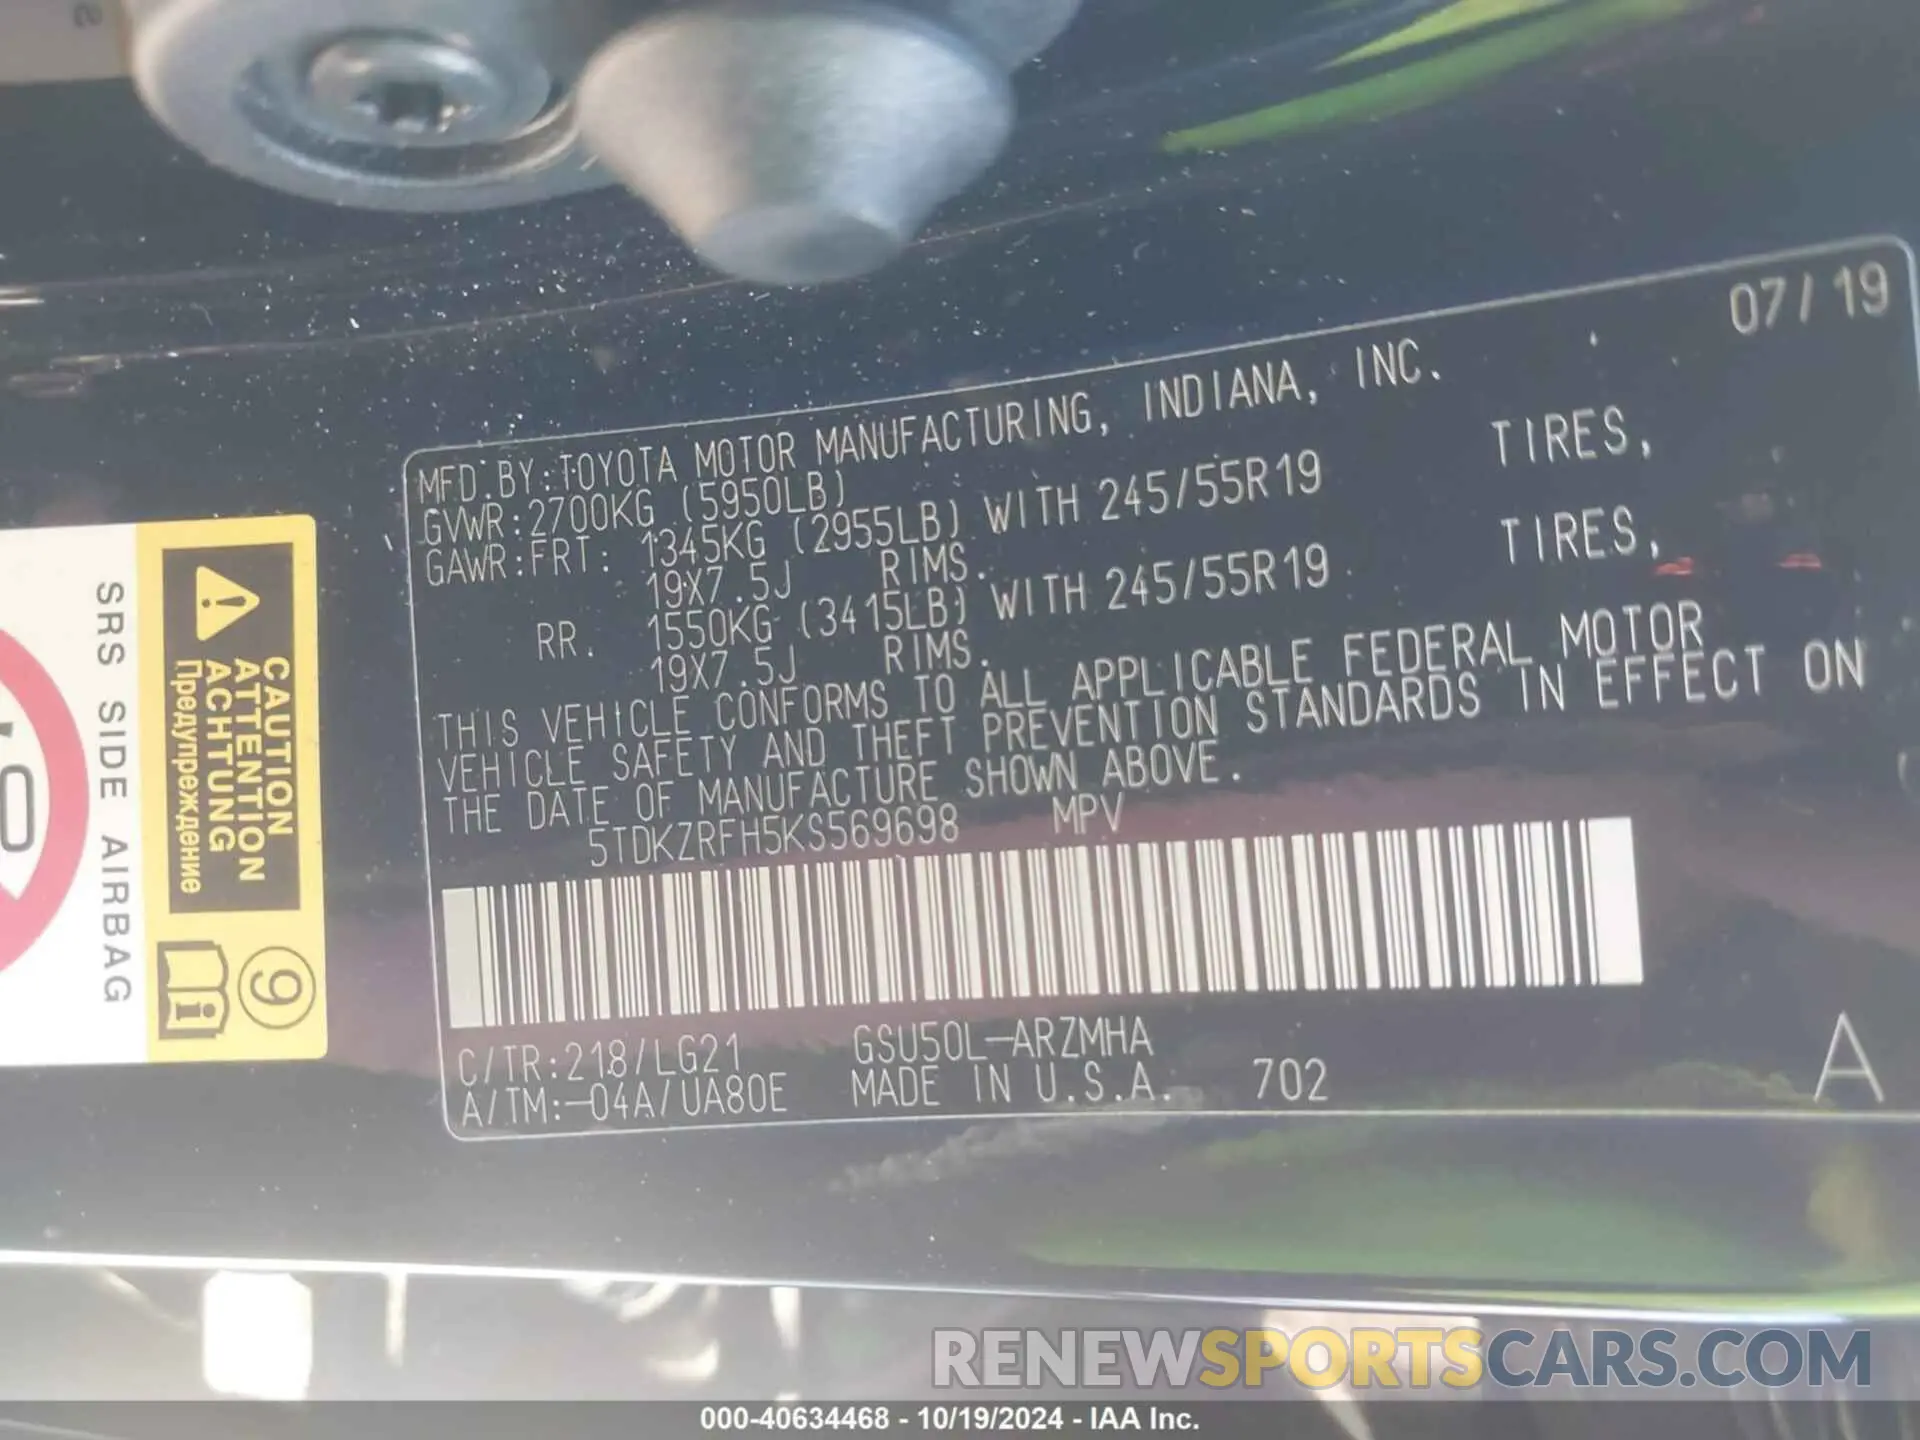 07/19
MFD.BY:TOYOTA MOTOR MANUFACTURING, INDIANA, INC.
GVWR:2700KG (5950LB)
GAWR:FRT: 1345KG (2955LB) WITH 245/55R19 TIRES,
19X7.5J RIMS.
RR. 1550KG (3415LB) WITH 245/55R19 TIRES,
19X7.5J RIMS.
THIS VEHICLE CONFORMS TO ALL APPLICABLE FEDERAL MOTOR
VEHICLE SAFETY AND THEFT PREVENTION STANDARDS IN EFFECT ON
THE DATE OF MANUFACTURE SHOWN ABOVE.
5TDKZRFH5KS569698 MPV
C/TR:218/LG21 GSU50L-ARZMHA
A/TM:-04A/UA80E MADE IN U.S.A. 702
A
CAUTION
ATTENTION
ACHTUNG
Предупреждение
9
i
SRS SIDE AIRBAG
RENEWSPORTSCARS.COM
000-40634468 - 10/19/2024 - IAA Inc.